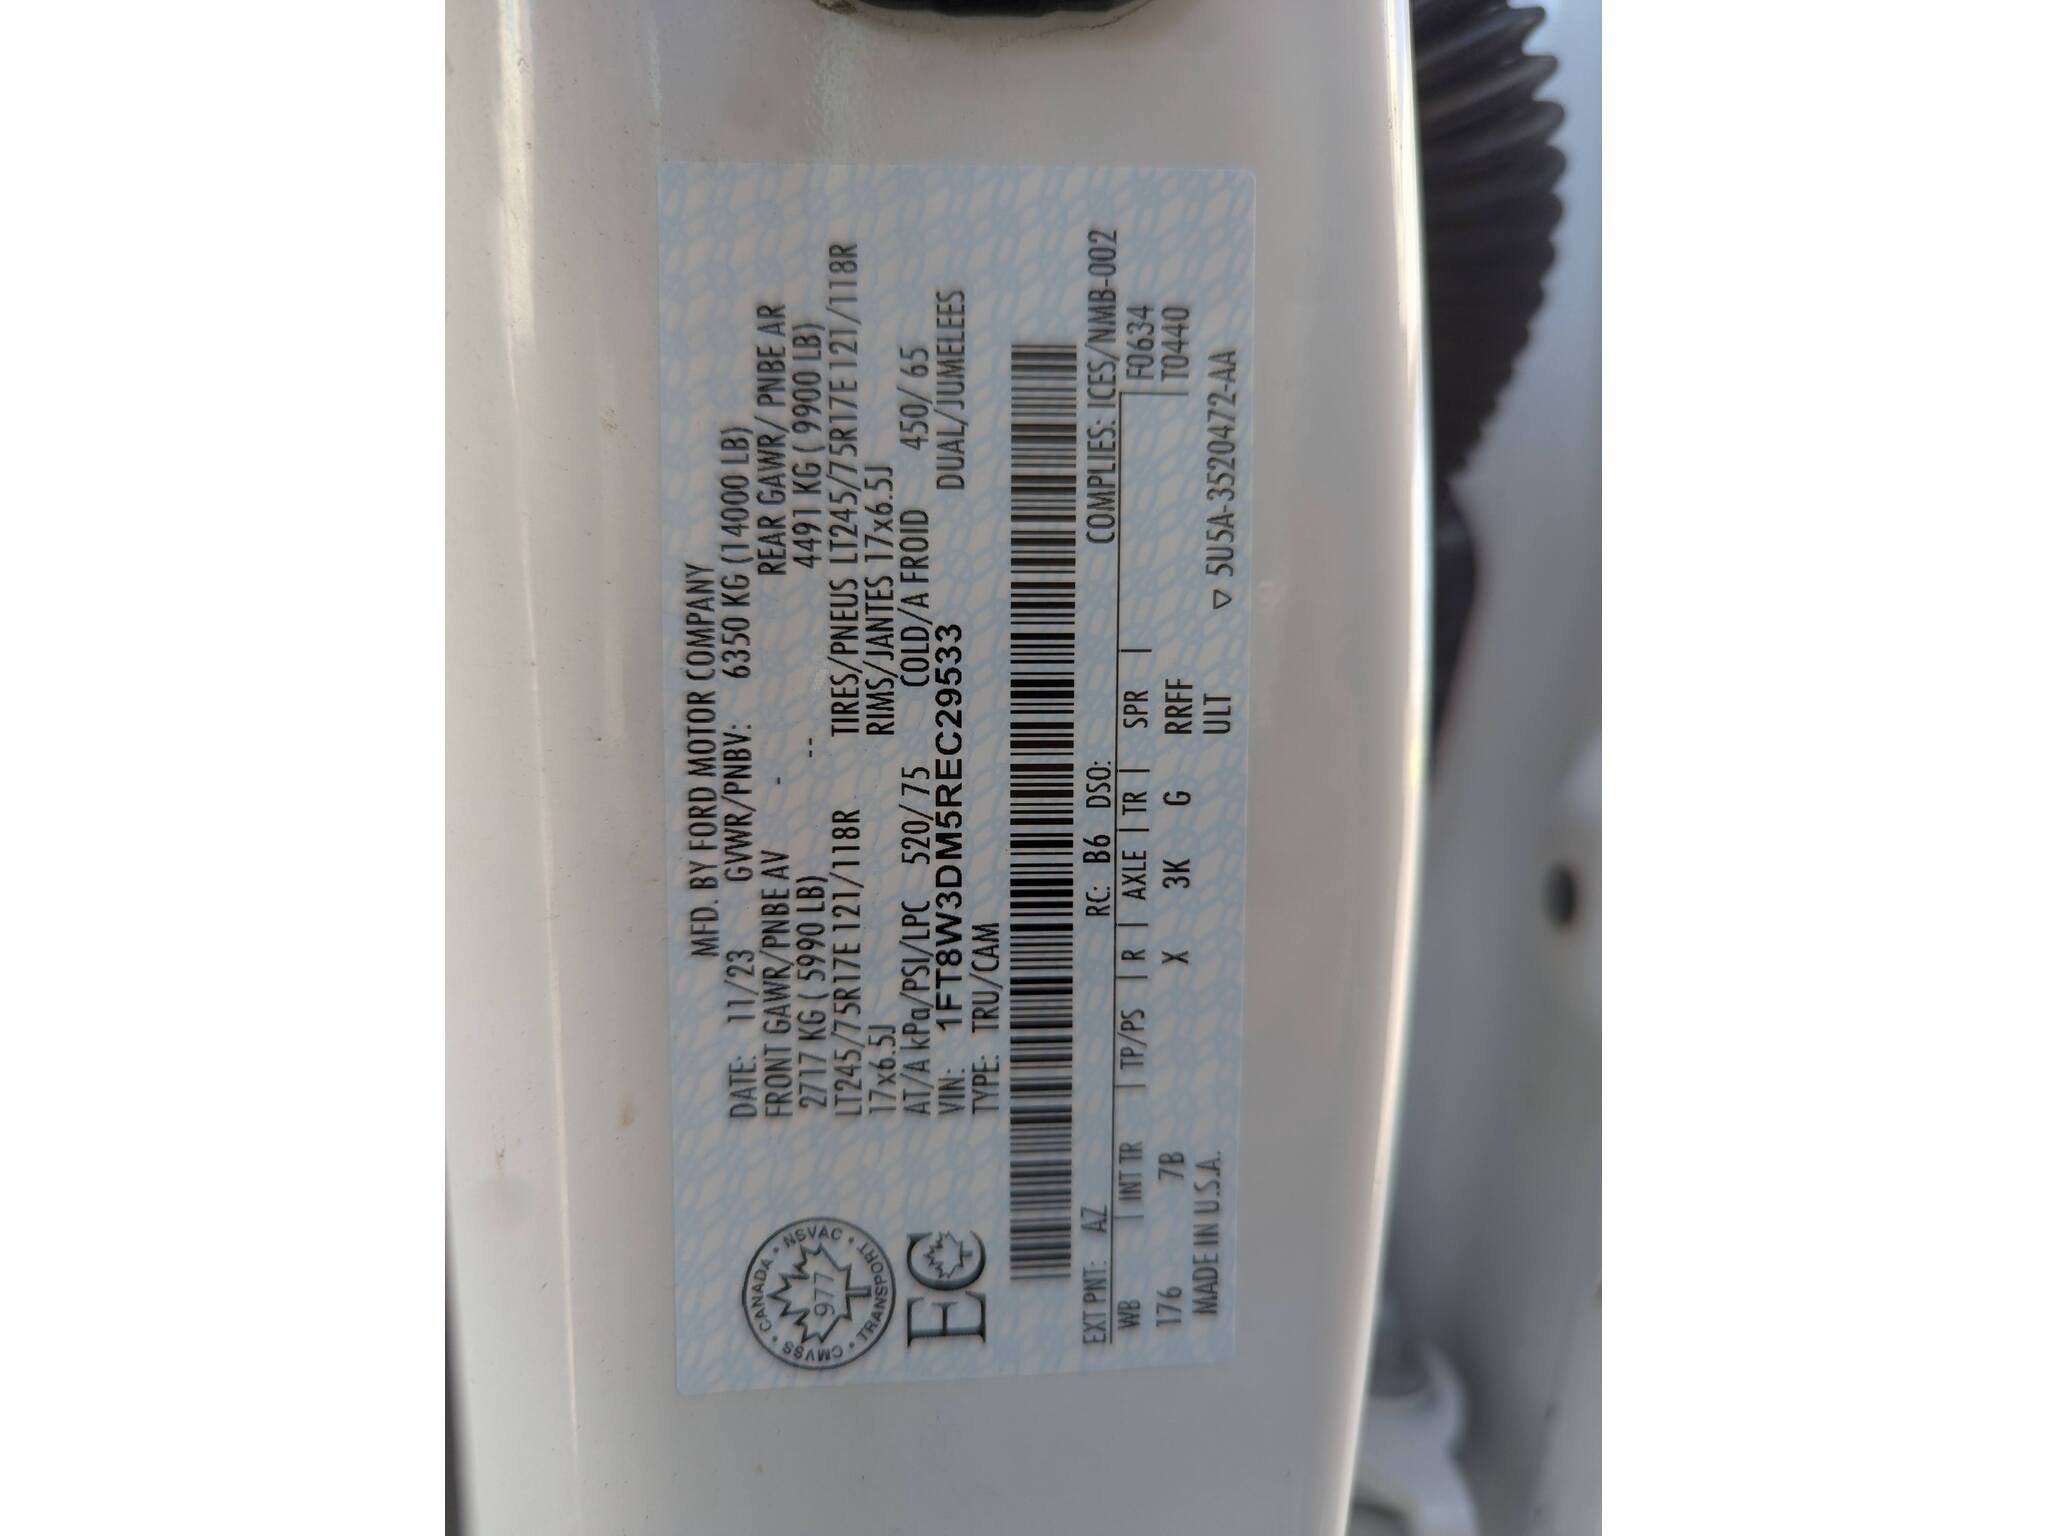 MFD. BY FORD MOTOR COMPANY
DATE: 11/23 GVWR/PNBV: 6350 KG (14000 LB)
FRONT GAWR/PNBE AV - REAR GAWR/ PNBE AR
2717 KG ( 5990 LB) -- 4491 KG ( 9900 LB)
LT245/75R17E 121/118R TIRES/PNEUS LT245/75R17E 121/118R
17x6.5J RIMS/JANTES 17x6.5J
AT/A kPa/PSI/LPC 520/ 75 COLD/A FROID 450/ 65
VIN: 1FT8W3DM5REC29533 DUAL/JUMELEES
TYPE: TRU/CAM
CANADA • NSVAC • TRANSPORT • CMVSS •
977
EC
EXT PNT: AZ RC: B6 DSO: COMPLIES: ICES/NMB-002
WB | INT TR | TP/PS | R | AXLE | TR | SPR | F0634
176 7B X 3K G RRFF T0440
MADE IN U.S.A. ULT ▽ 5U5A-3520472-AA